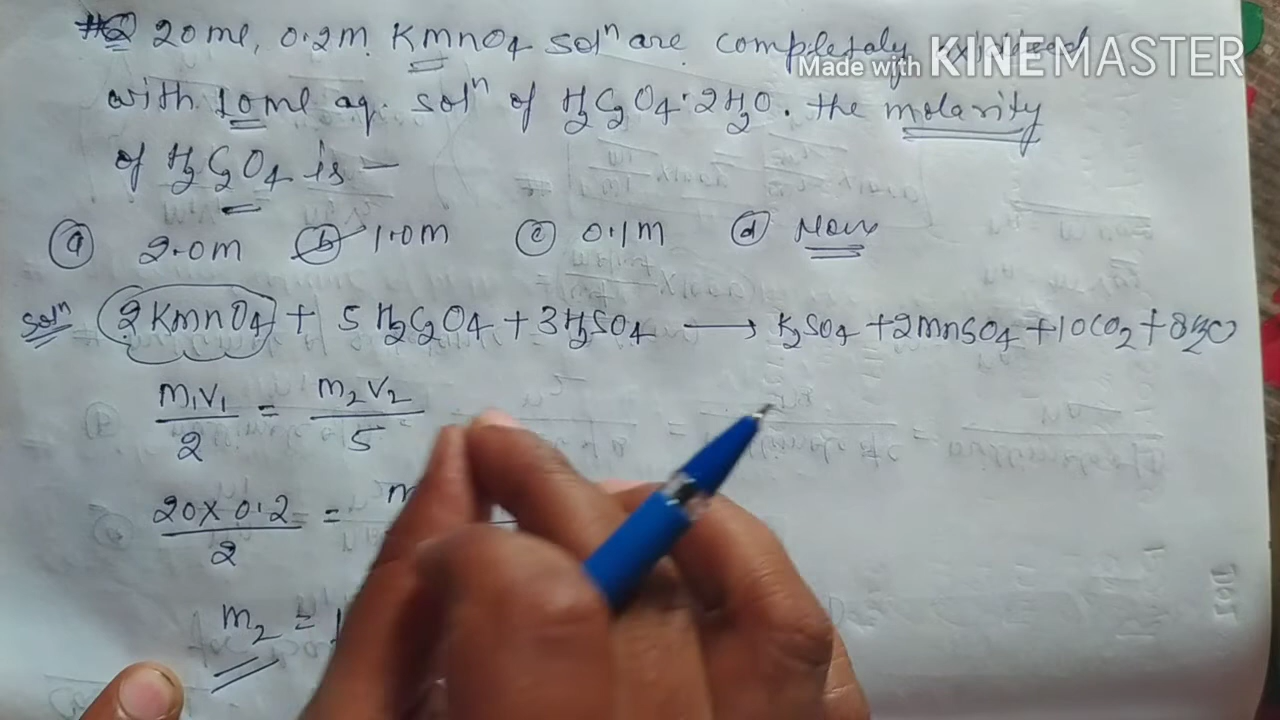 #Q 20ml, 0.2m KmnO4 solⁿ are completaly
Made with KINEMASTER
with 10ml aq. solⁿ of H2C2O4·2H2O. the molarity
of H2C2O4 is —
(a) 2.0m (b) 1.0m (c) 0.1m (d) None
Solⁿ 2KmnO4 + 5H2C2O4 + 3H2SO4 → K2SO4 + 2mnSO4 + 10CO2 + 8H2O
m1V1/2 = m2V2/5
20×0.2/2 = m
m2 =